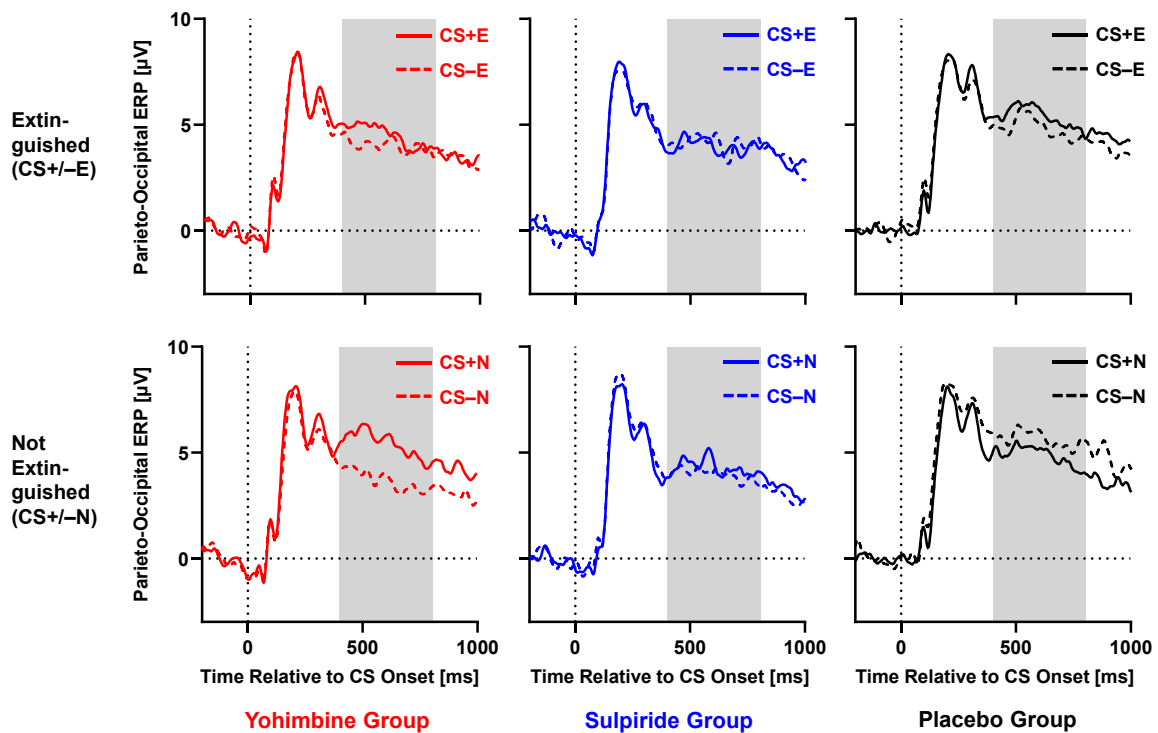 Extin-
guished
(CS+/–E)
Parieto-Occipital ERP [µV]
10
5
0
CS+E
CS–E
CS+E
CS–E
CS+E
CS–E
Not
Extin-
guished
(CS+/–N)
Parieto-Occipital ERP [µV]
10
5
0
CS+N
CS–N
CS+N
CS–N
CS+N
CS–N
0 500 1000
0 500 1000
0 500 1000
Time Relative to CS Onset [ms]
Time Relative to CS Onset [ms]
Time Relative to CS Onset [ms]
Yohimbine Group
Sulpiride Group
Placebo Group